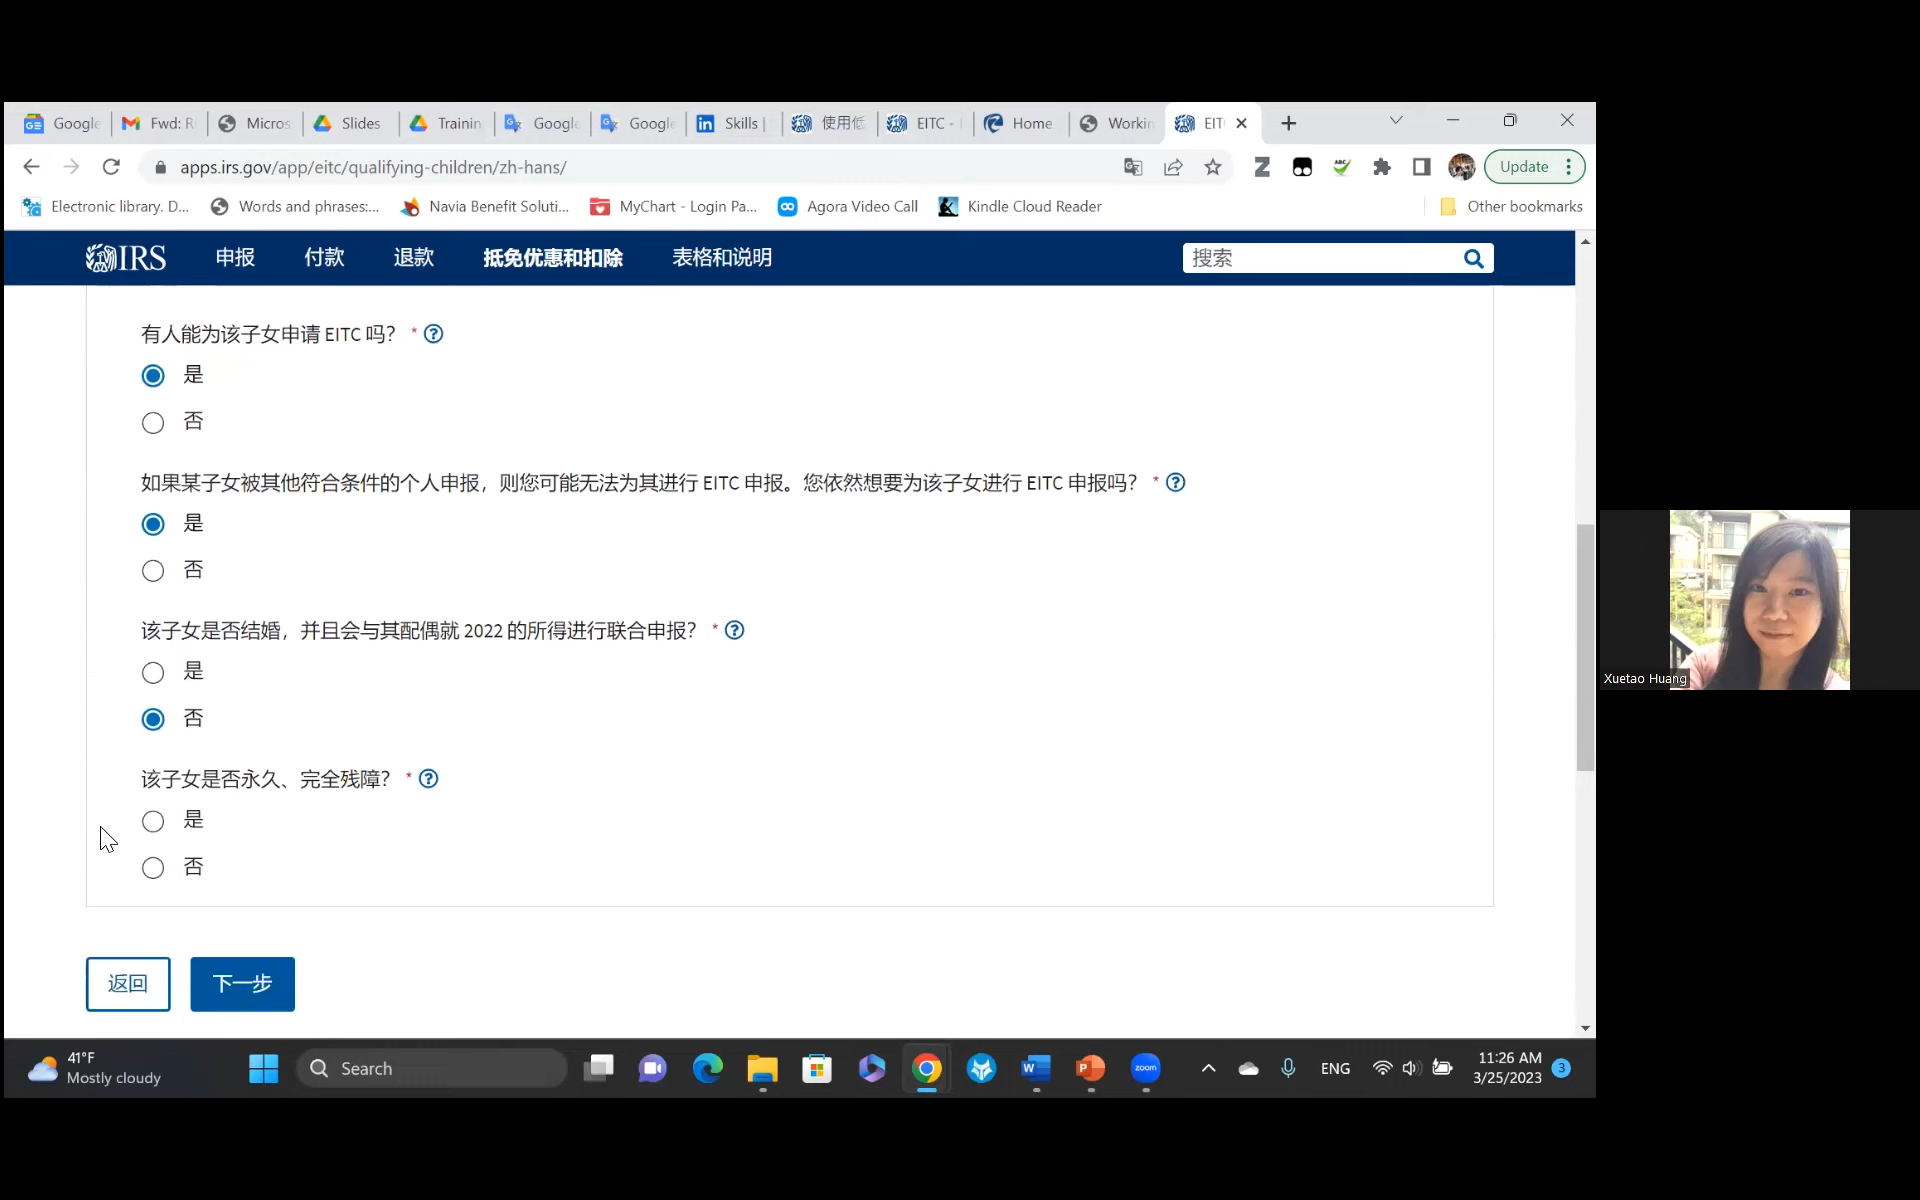 Google
Fwd: R
Micros
Slides
Trainin
Google
Google
Skills |
使用低
EITC -
Home
Workin
EIT
apps.irs.gov/app/eitc/qualifying-children/zh-hans/
Update
Electronic library. D...
Words and phrases:...
Navia Benefit Soluti...
MyChart - Login Pa...
Agora Video Call
Kindle Cloud Reader
Other bookmarks
IRS
申报
付款
退款
抵免优惠和扣除
表格和说明
搜索
有人能为该子女申请 EITC 吗? * ?
是
否
如果某子女被其他符合条件的个人申报，则您可能无法为其进行 EITC 申报。您依然想要为该子女进行 EITC 申报吗? * ?
是
否
该子女是否结婚，并且会与其配偶就 2022 的所得进行联合申报? * ?
是
否
该子女是否永久、完全残障? * ?
是
否
返回
下一步
Xuetao Huang
41°F
Mostly cloudy
Search
zoom
ENG
11:26 AM
3/25/2023
3